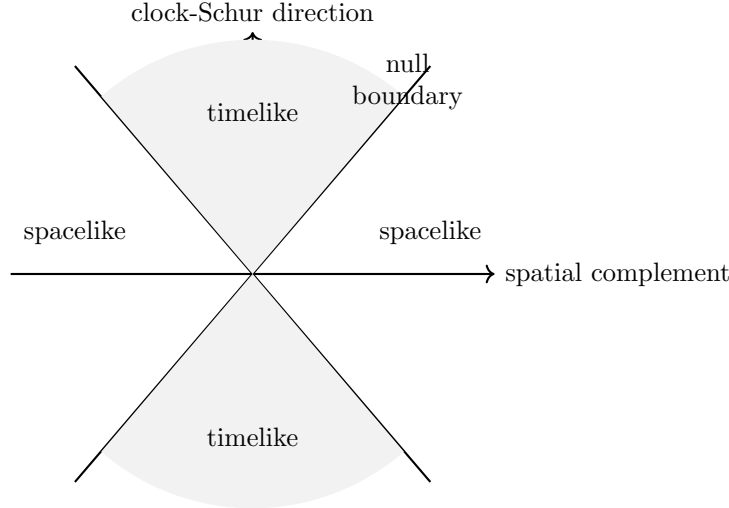 clock-Schur direction
null
boundary
timelike
spacelike
spacelike
spatial complement
timelike